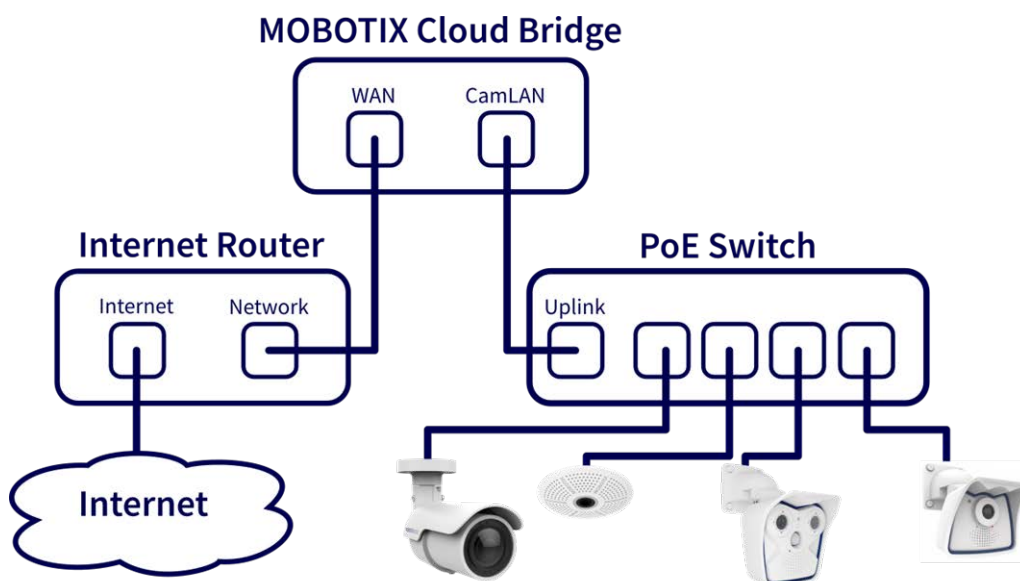 MOBOTIX Cloud Bridge
WAN
CamLAN
Internet Router
PoE Switch
Internet
Network
Uplink
Internet